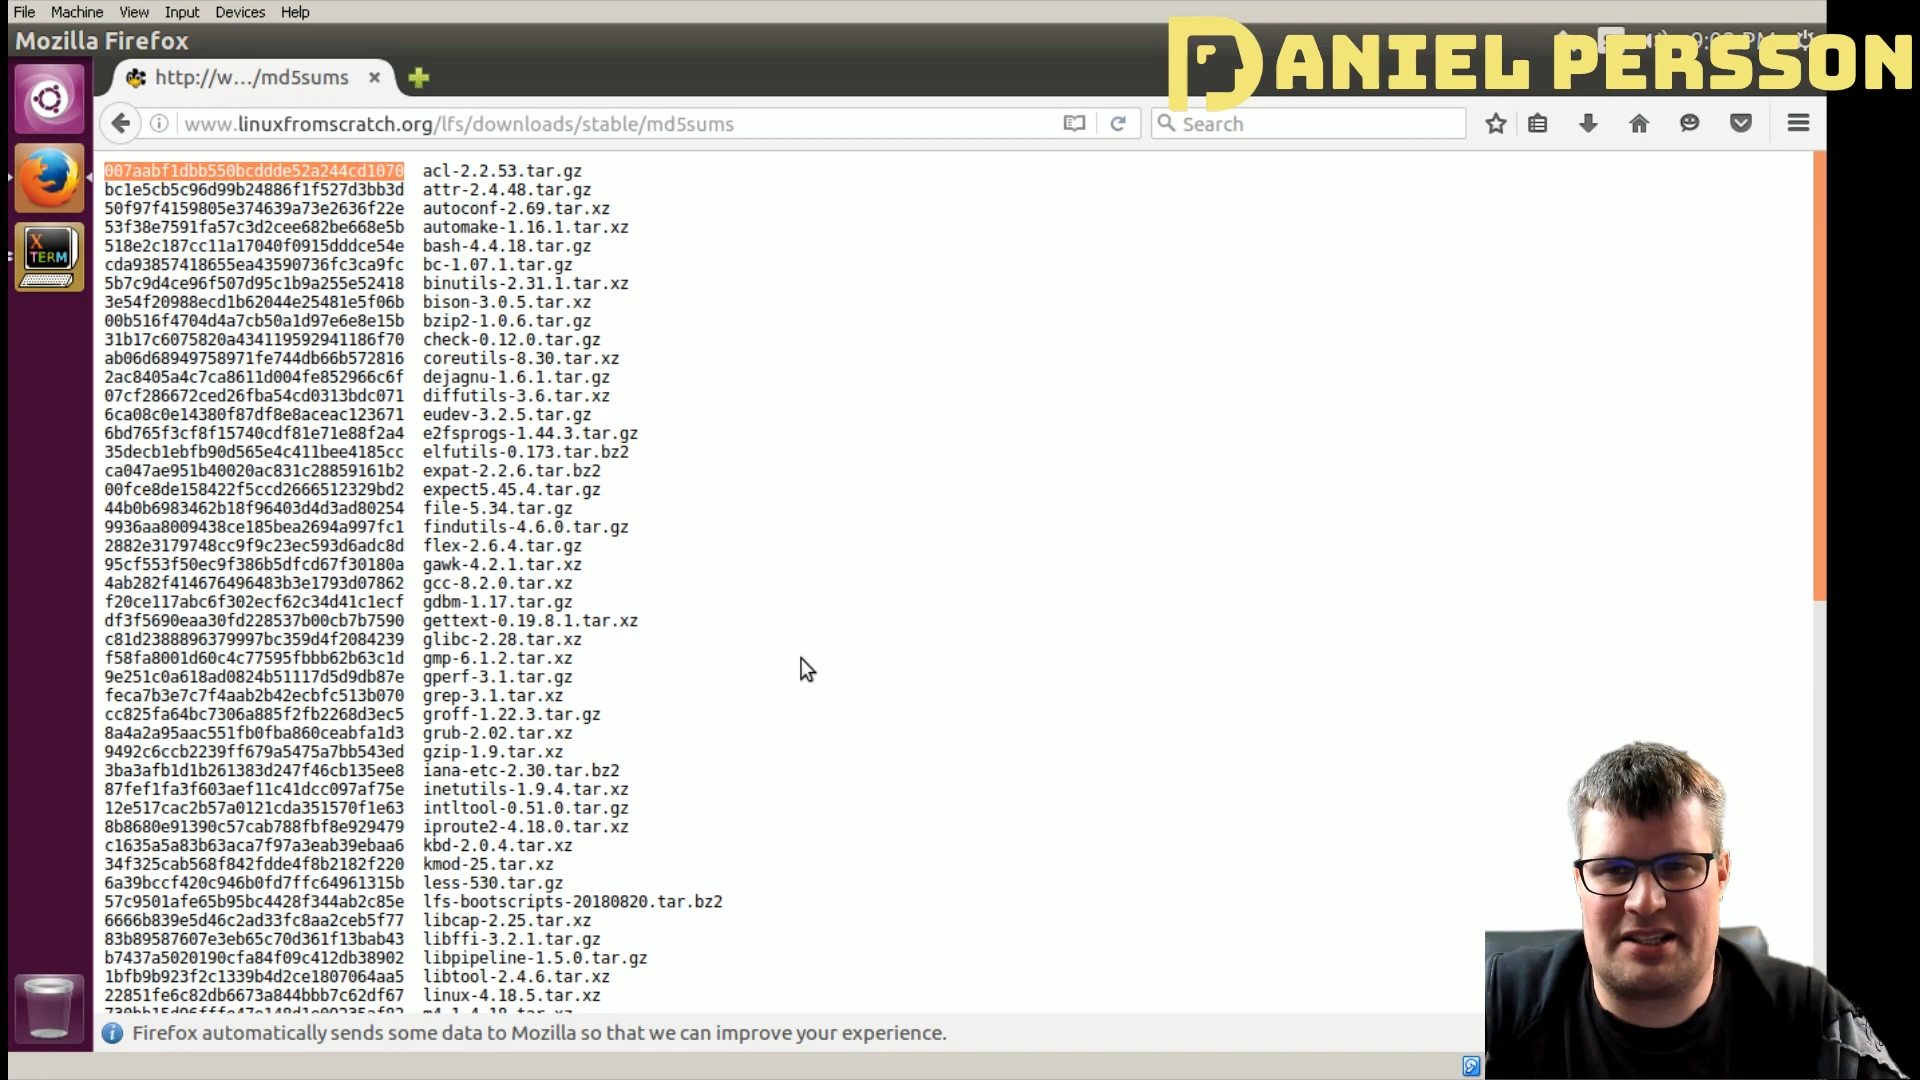 File Machine View Input Devices Help
Mozilla Firefox
DANIEL PERSSON
http://w.../md5sums
www.linuxfromscratch.org/lfs/downloads/stable/md5sums
Search
007aabf1dbb550bcddde52a244cd1070 acl-2.2.53.tar.gz
bc1e5cb5c96d99b24886f1f527d3bb3d attr-2.4.48.tar.gz
50f97f4159805e374639a73e2636f22e autoconf-2.69.tar.xz
53f38e7591fa57c3d2cee682be668e5b automake-1.16.1.tar.xz
518e2c187cc11a17040f0915dddce54e bash-4.4.18.tar.gz
cda93857418655ea43590736fc3ca9fc bc-1.07.1.tar.gz
5b7c9d4ce96f507d95c1b9a255e52418 binutils-2.31.1.tar.xz
3e54f20988ecd1b62044e25481e5f06b bison-3.0.5.tar.xz
00b516f4704d4a7cb50a1d97e6e8e15b bzip2-1.0.6.tar.gz
31b17c6075820a434119592941186f70 check-0.12.0.tar.gz
ab06d68949758971fe744db66b572816 coreutils-8.30.tar.xz
2ac8405a4c7ca8611d004fe852966c6f dejagnu-1.6.1.tar.gz
07cf286672ced26fba54cd0313bdc071 diffutils-3.6.tar.xz
6ca08c0e14380f87df8e8aceac123671 eudev-3.2.5.tar.gz
6bd765f3cf8f15740cdf81e71e88f2a4 e2fsprogs-1.44.3.tar.gz
35decb1ebfb90d565e4c411bee4185cc elfutils-0.173.tar.bz2
ca047ae951b40020ac831c28859161b2 expat-2.2.6.tar.bz2
00fce8de158422f5ccd2666512329bd2 expect5.45.4.tar.gz
44b0b6983462b18f96403d4d3ad80254 file-5.34.tar.gz
9936aa8009438ce185bea2694a997fc1 findutils-4.6.0.tar.gz
2882e3179748cc9f9c23ec593d6adc8d flex-2.6.4.tar.gz
95cf553f50ec9f386b5dfcd67f30180a gawk-4.2.1.tar.xz
4ab282f414676496483b3e1793d07862 gcc-8.2.0.tar.xz
f20ce117abc6f302ecf62c34d41c1ecf gdbm-1.17.tar.gz
df3f5690eaa30fd228537b00cb7b7590 gettext-0.19.8.1.tar.xz
c81d2388896379997bc359d4f2084239 glibc-2.28.tar.xz
f58fa8001d60c4c77595fbbb62b63c1d gmp-6.1.2.tar.xz
9e251c0a618ad0824b51117d5d9db87e gperf-3.1.tar.gz
feca7b3e7c7f4aab2b42ecbfc513b070 grep-3.1.tar.xz
cc825fa64bc7306a885f2fb2268d3ec5 groff-1.22.3.tar.gz
8a4a2a95aac551fb0fba860ceabfa1d3 grub-2.02.tar.xz
9492c6ccb2239ff679a5475a7bb543ed gzip-1.9.tar.xz
3ba3afb1d1b261383d247f46cb135ee8 iana-etc-2.30.tar.bz2
87fef1fa3f603aef11c41dcc097af75e inetutils-1.9.4.tar.xz
12e517cac2b57a0121cda351570f1e63 intltool-0.51.0.tar.gz
8b8680e91390c57cab788fbf8e929479 iproute2-4.18.0.tar.xz
c1635a5a83b63aca7f97a3eab39ebaa6 kbd-2.0.4.tar.xz
34f325cab568f842fdde4f8b2182f220 kmod-25.tar.xz
6a39bccf420c946b0fd7ffc64961315b less-530.tar.gz
57c9501afe65b95bc4428f344ab2c85e lfs-bootscripts-20180820.tar.bz2
6666b839e5d46c2ad33fc8aa2ceb5f77 libcap-2.25.tar.xz
83b89587607e3eb65c70d361f13bab43 libffi-3.2.1.tar.gz
b7437a5020190cfa84f09c412db38902 libpipeline-1.5.0.tar.gz
1bfb9b923f2c1339b4d2ce1807064aa5 libtool-2.4.6.tar.xz
22851fe6c82db6673a844bbb7c62df67 linux-4.18.5.tar.xz
X
TERM
Firefox automatically sends some data to Mozilla so that we can improve your experience.